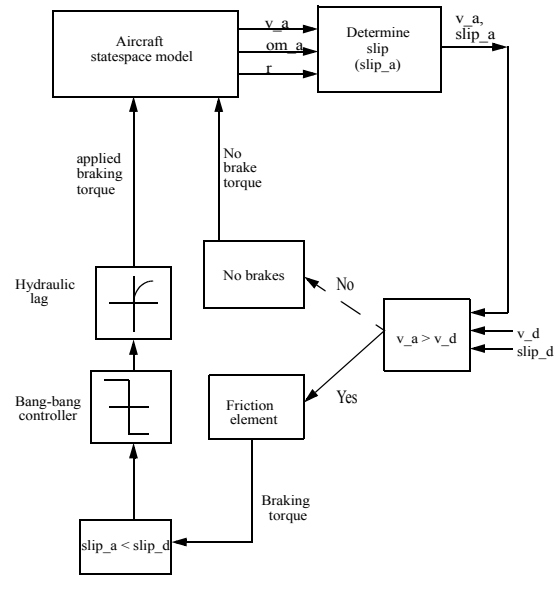 Aircraft
statespace model
v_a
om_a
r
Determine
slip
(slip_a)
v_a,
slip_a
applied
braking
torque
No
brake
torque
No brakes
No
Hydraulic
lag
v_a > v_d
v_d
slip_d
Yes
Bang-bang
controller
Friction
element
Braking
torque
slip_a < slip_d